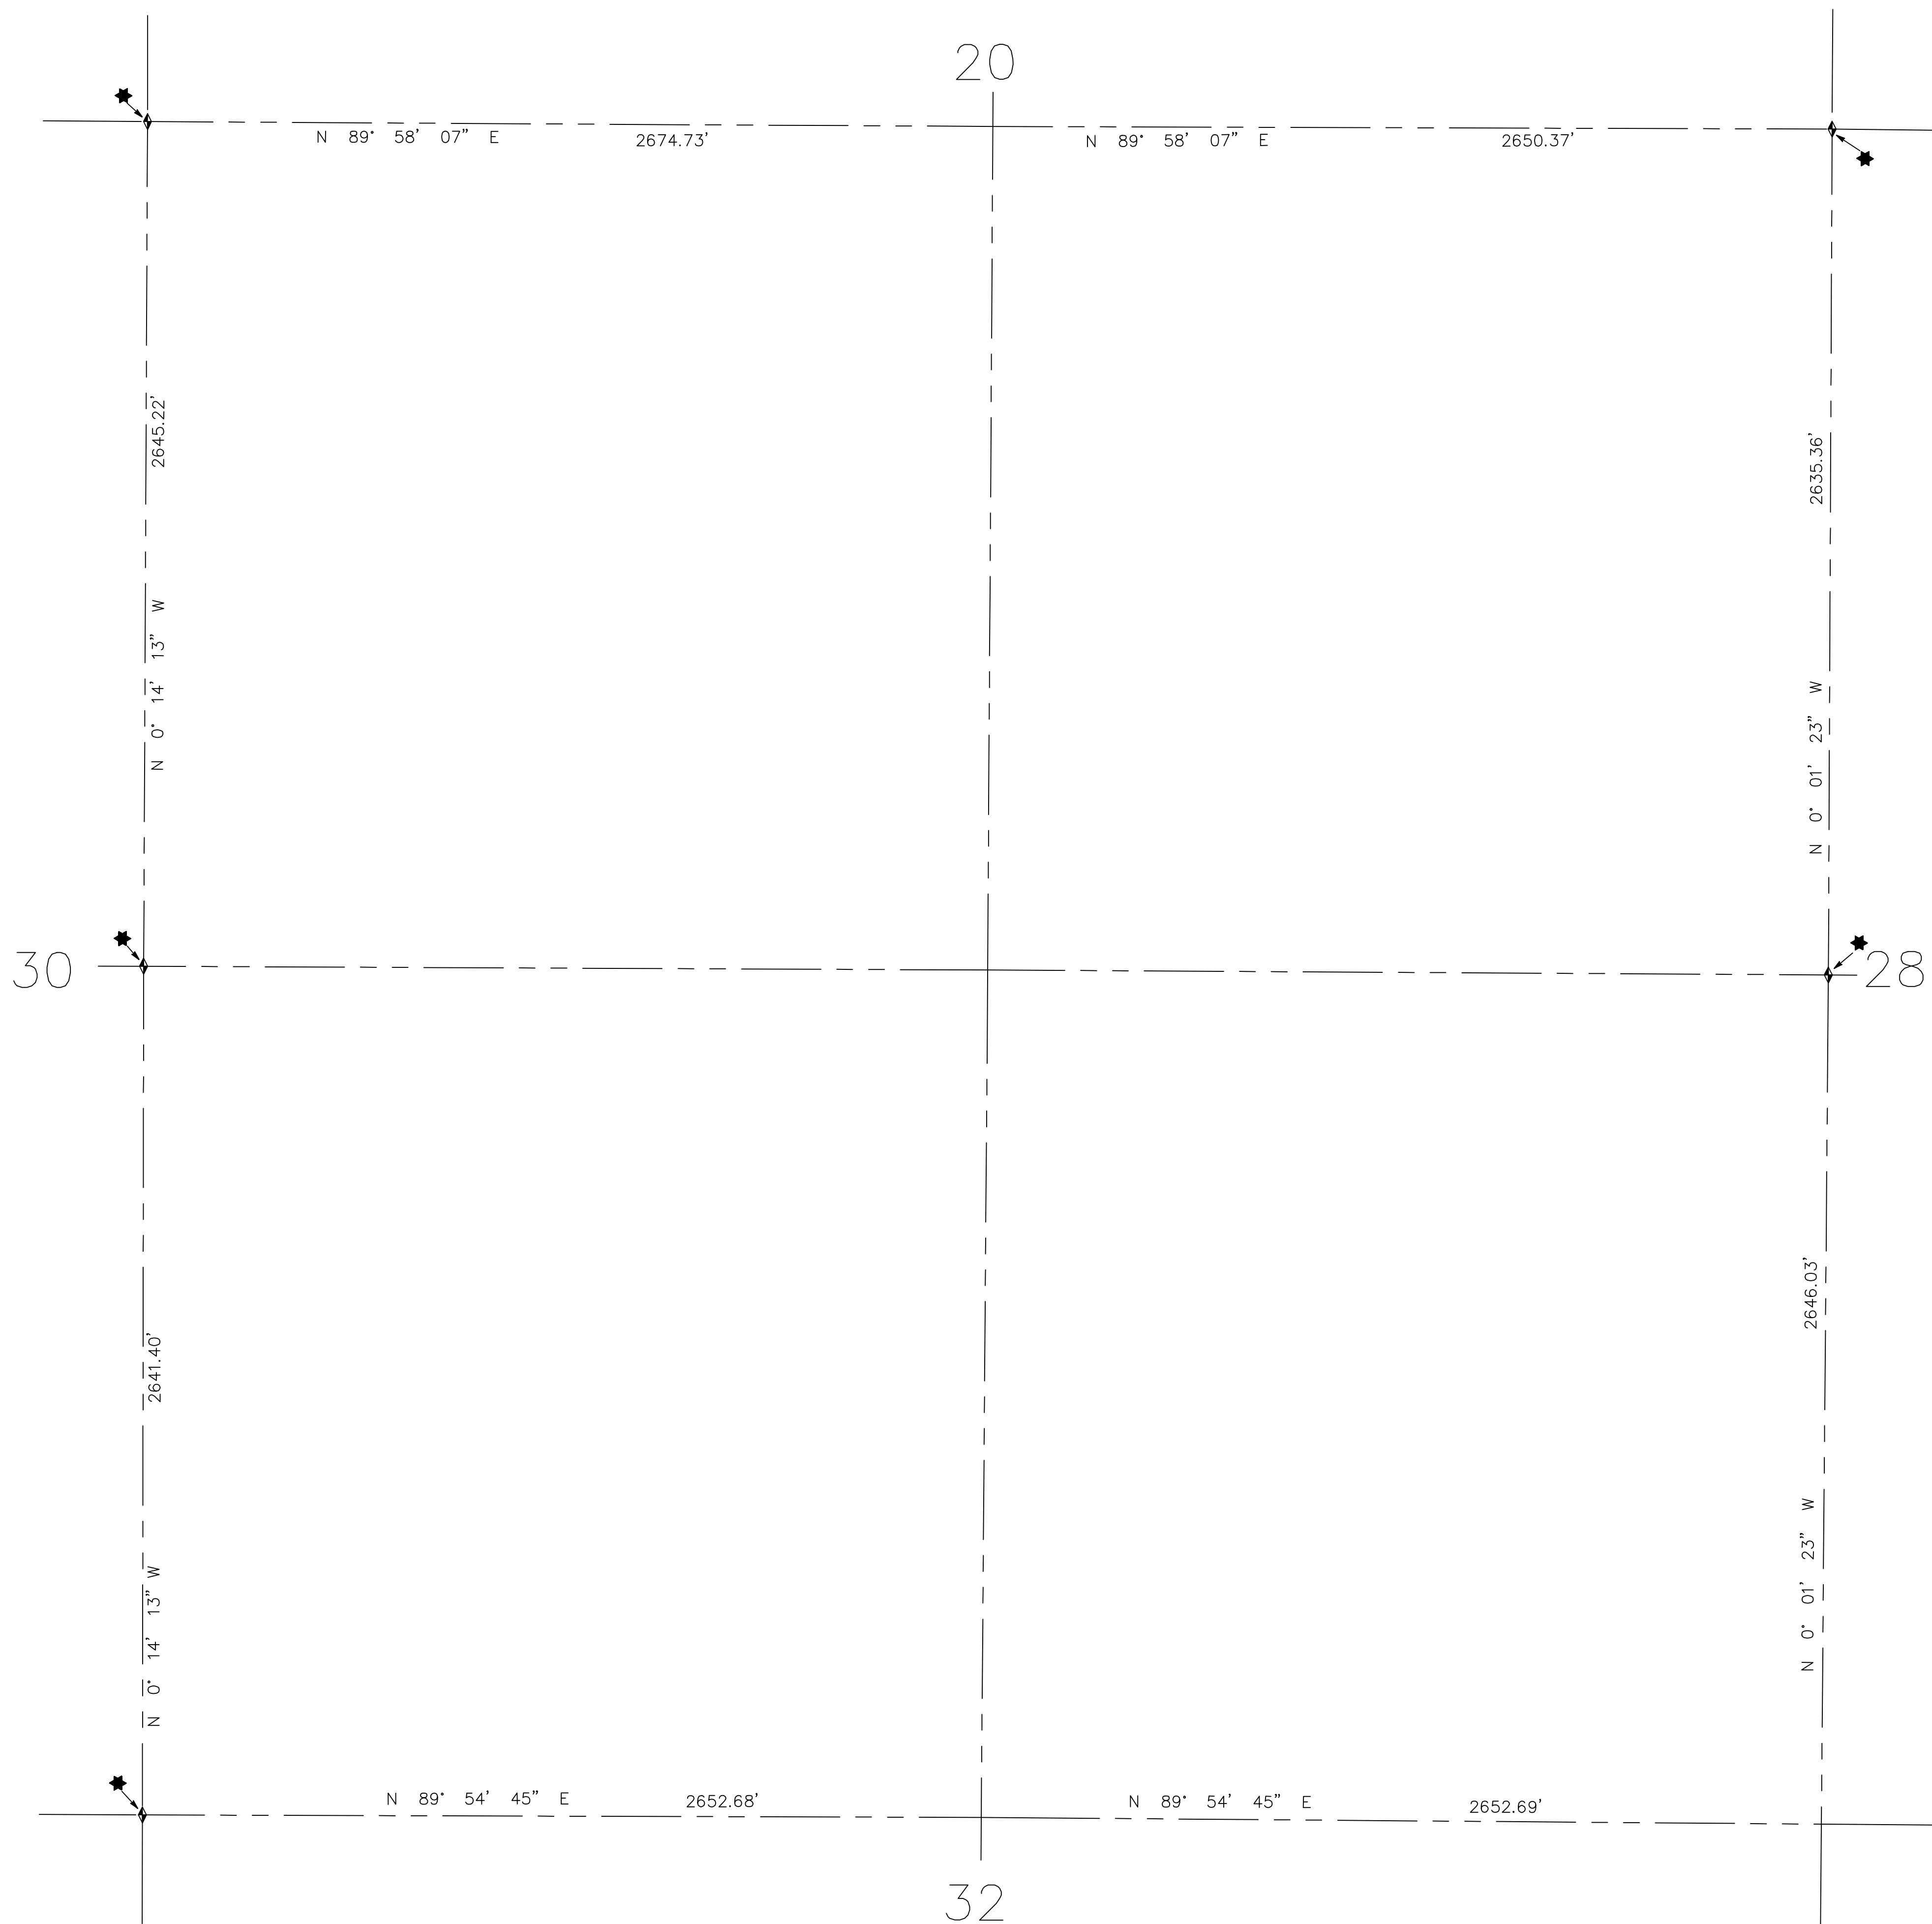 20
N 89° 58' 07" E 2674.73' N 89° 58' 07" E 2650.37'
2645.22'
N 0° 14' 13" W
2635.36'
N 0° 01' 23" W
30
28
2641.40'
N 0° 14' 13" W
2646.03'
N 0° 01' 23" W
N 89° 54' 45" E 2652.68' N 89° 54' 45" E 2652.69'
32